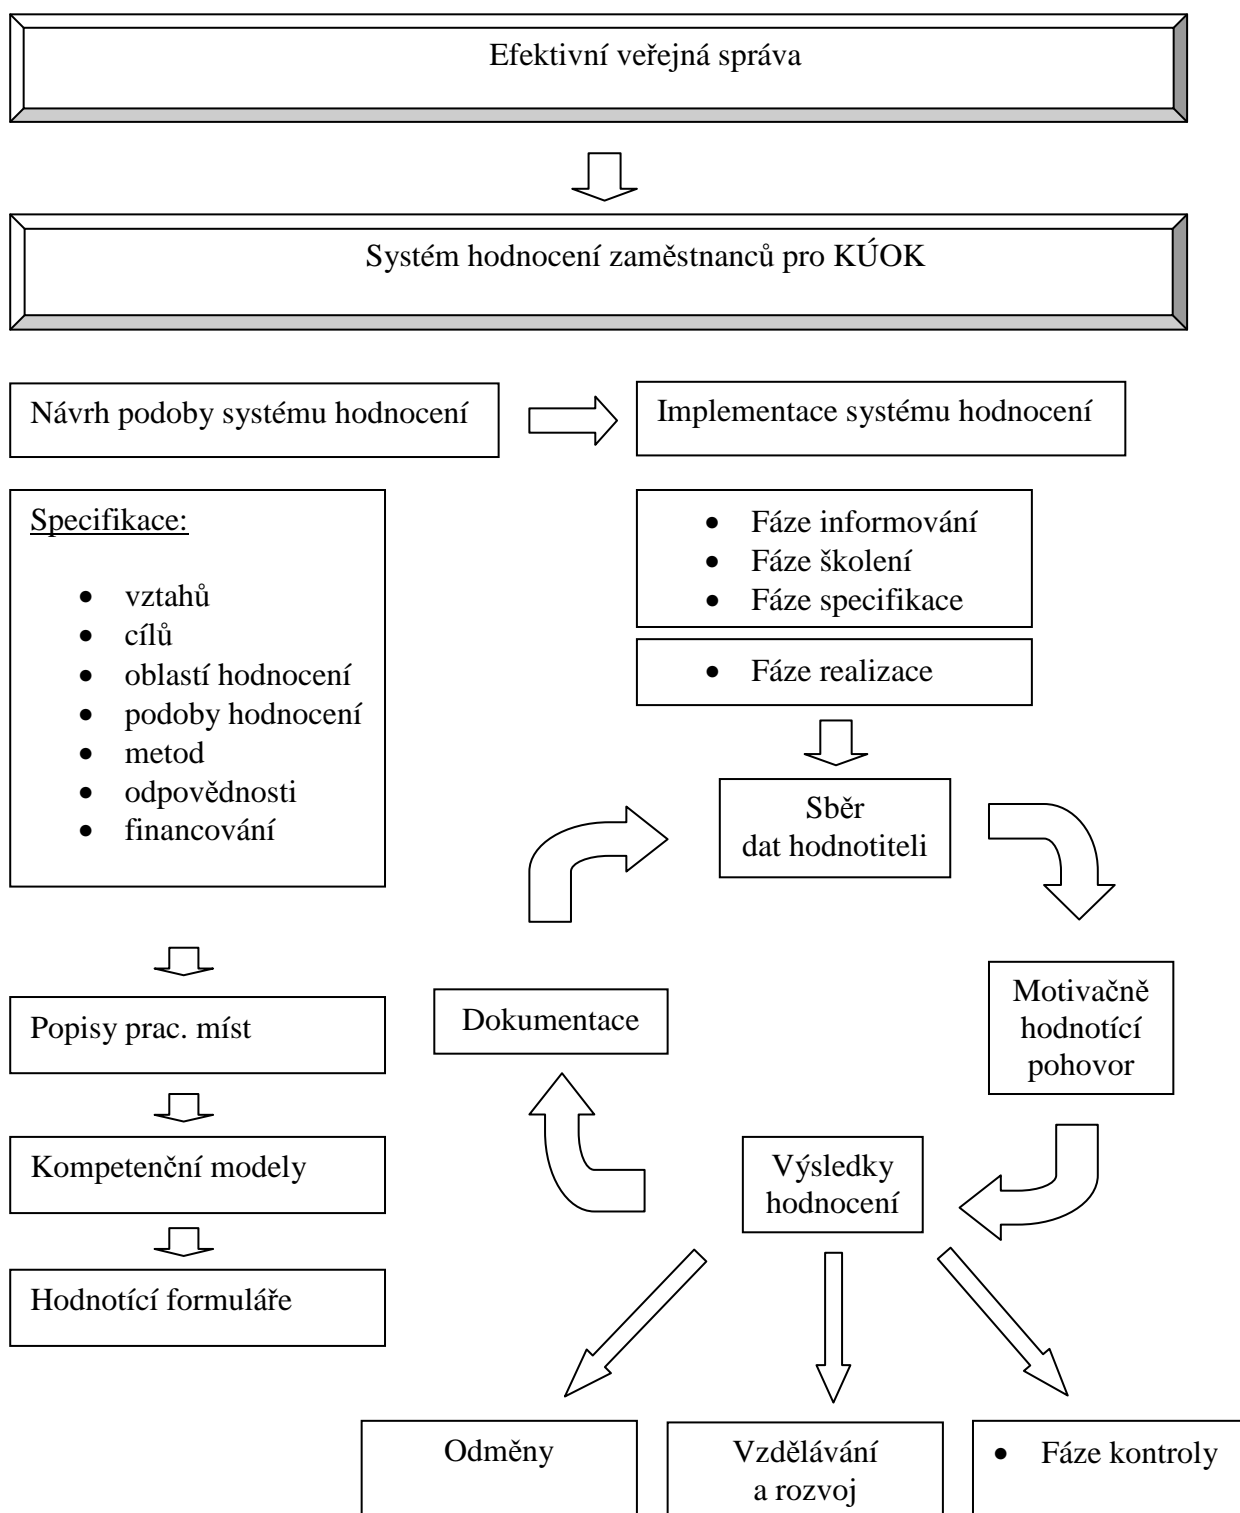 Efektivní veřejná správa
Systém hodnocení zaměstnanců pro KÚOK
Návrh podoby systému hodnocení
Implementace systému hodnocení
Specifikace:
• vztahů
• cílů
• oblastí hodnocení
• podoby hodnocení
• metod
• odpovědnosti
• financování
• Fáze informování
• Fáze školení
• Fáze specifikace
• Fáze realizace
Sběr
dat hodnotiteli
Motivačně
hodnotící
pohovor
Dokumentace
Popisy prac. míst
Výsledky
hodnocení
Kompetenční modely
Hodnotící formuláře
Odměny
Vzdělávání
a rozvoj
• Fáze kontroly